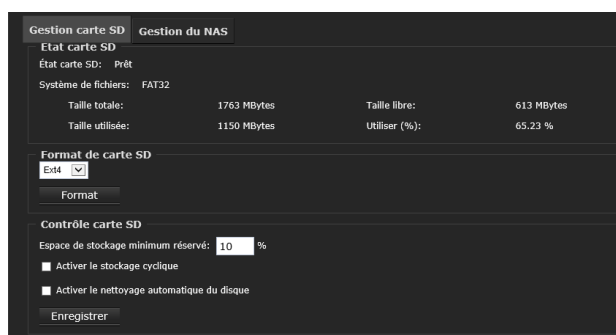 Gestion carte SD Gestion du NAS
Etat carte SD
État carte SD: Prêt
Système de fichiers: FAT32
Taille totale: 1763 MBytes Taille libre: 613 MBytes
Taille utilisée: 1150 MBytes Utiliser (%): 65.23 %
Format de carte SD
Ext4
Format
Contrôle carte SD
Espace de stockage minimum réservé: 10 %
Activer le stockage cyclique
Activer le nettoyage automatique du disque
Enregistrer